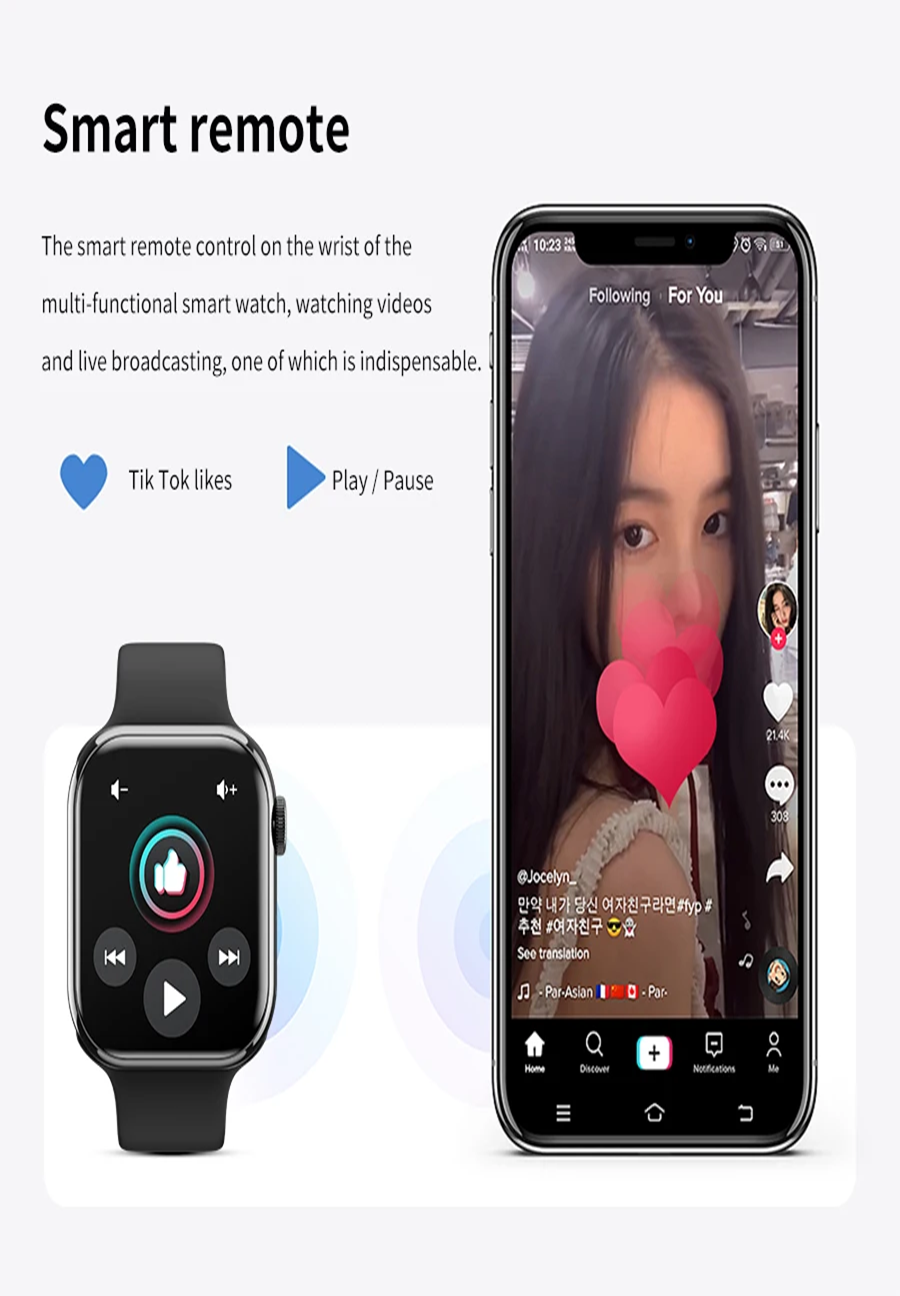 Smart remote
The smart remote control on the wrist of the
multi-functional smart watch, watching videos
and live broadcasting, one of which is indispensable.
Tik Tok likes
Play / Pause
10:23
Following
For You
21.4K
308
@Jocelyn_
만약 내가 당신 여자친구라면#fyp #
추천 #여자친구 😎👻
See translation
- Par-Asian 🇫🇷🇨🇳🇨🇦 - Par-
Home
Discover
Notifications
Me